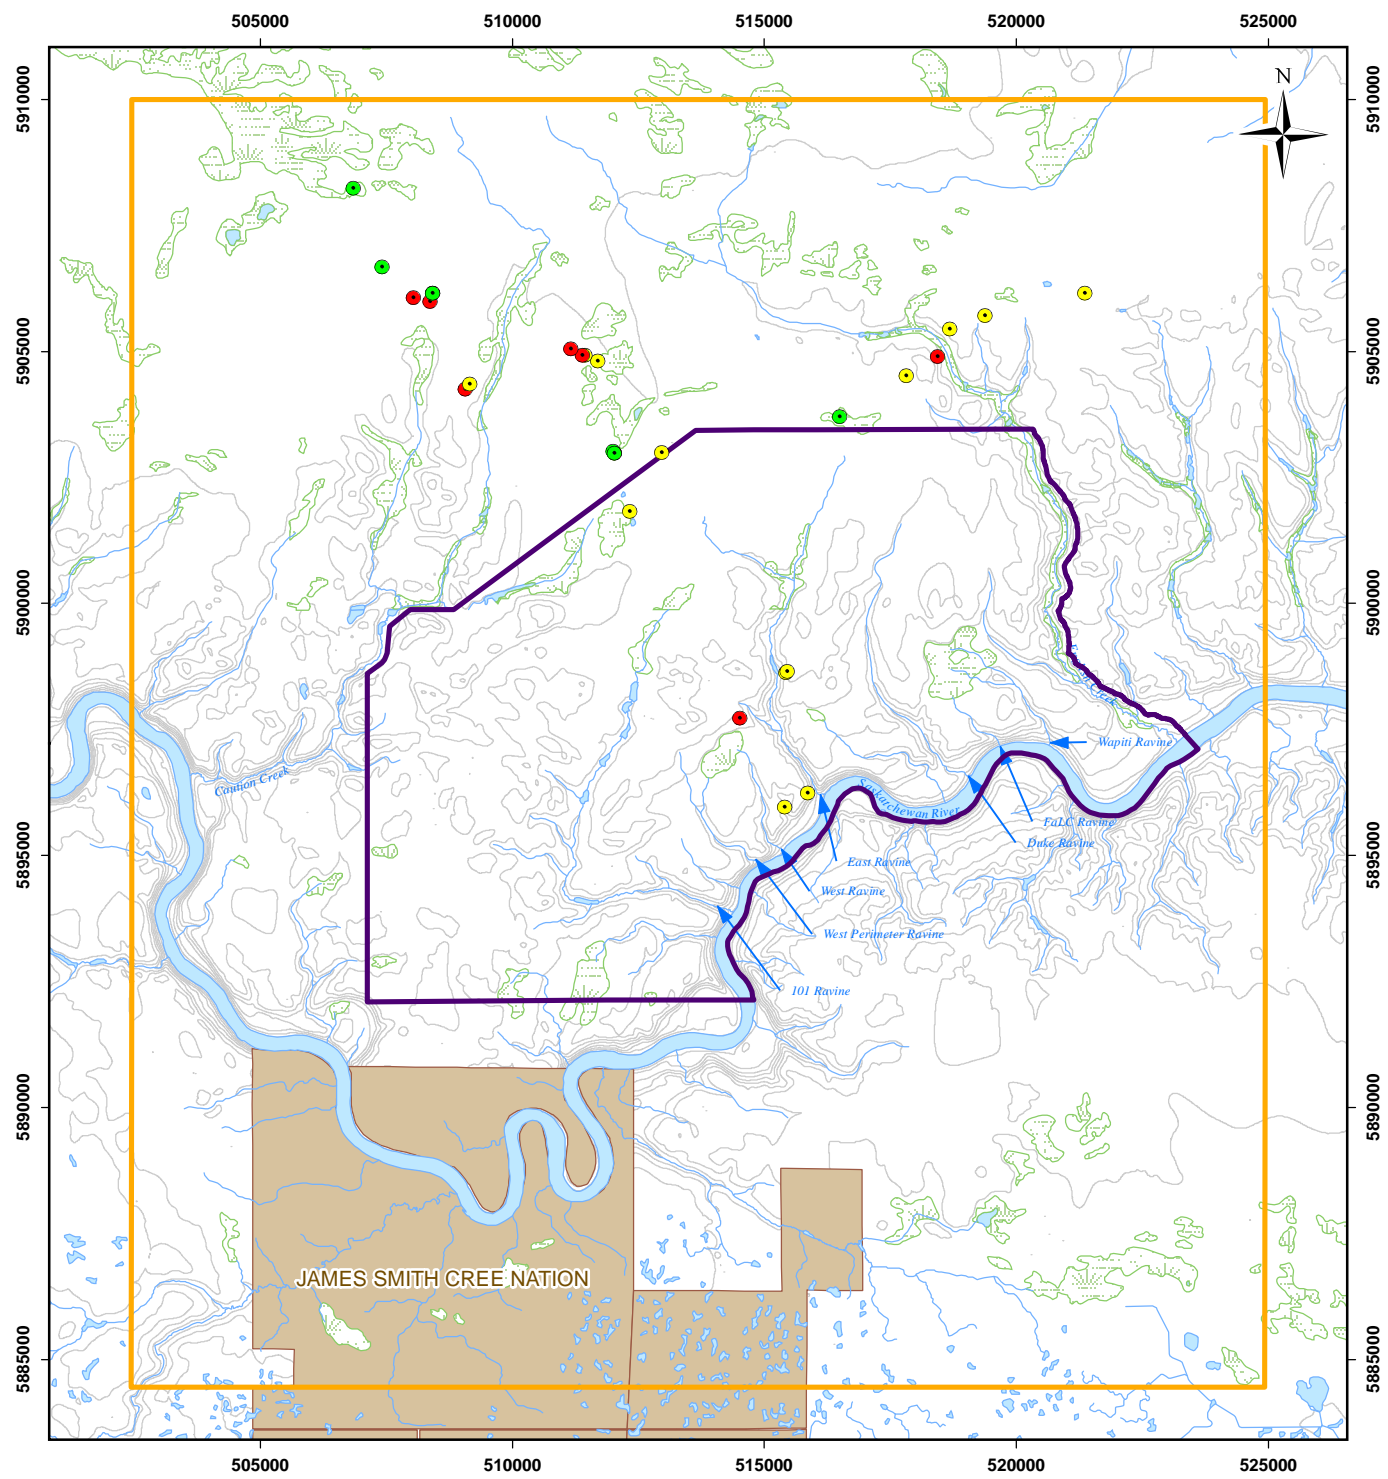 505000 510000 515000 520000 525000
N
5910000 5910000
5905000 5905000
5900000 5900000
Caution Creek
Wapiti Ravine
Saskatchewan River
FaLC Ravine
Duke Ravine
5895000 5895000
East Ravine
West Ravine
West Perimeter Ravine
101 Ravine
5890000 5890000
JAMES SMITH CREE NATION
5885000 5885000
505000 510000 515000 520000 525000